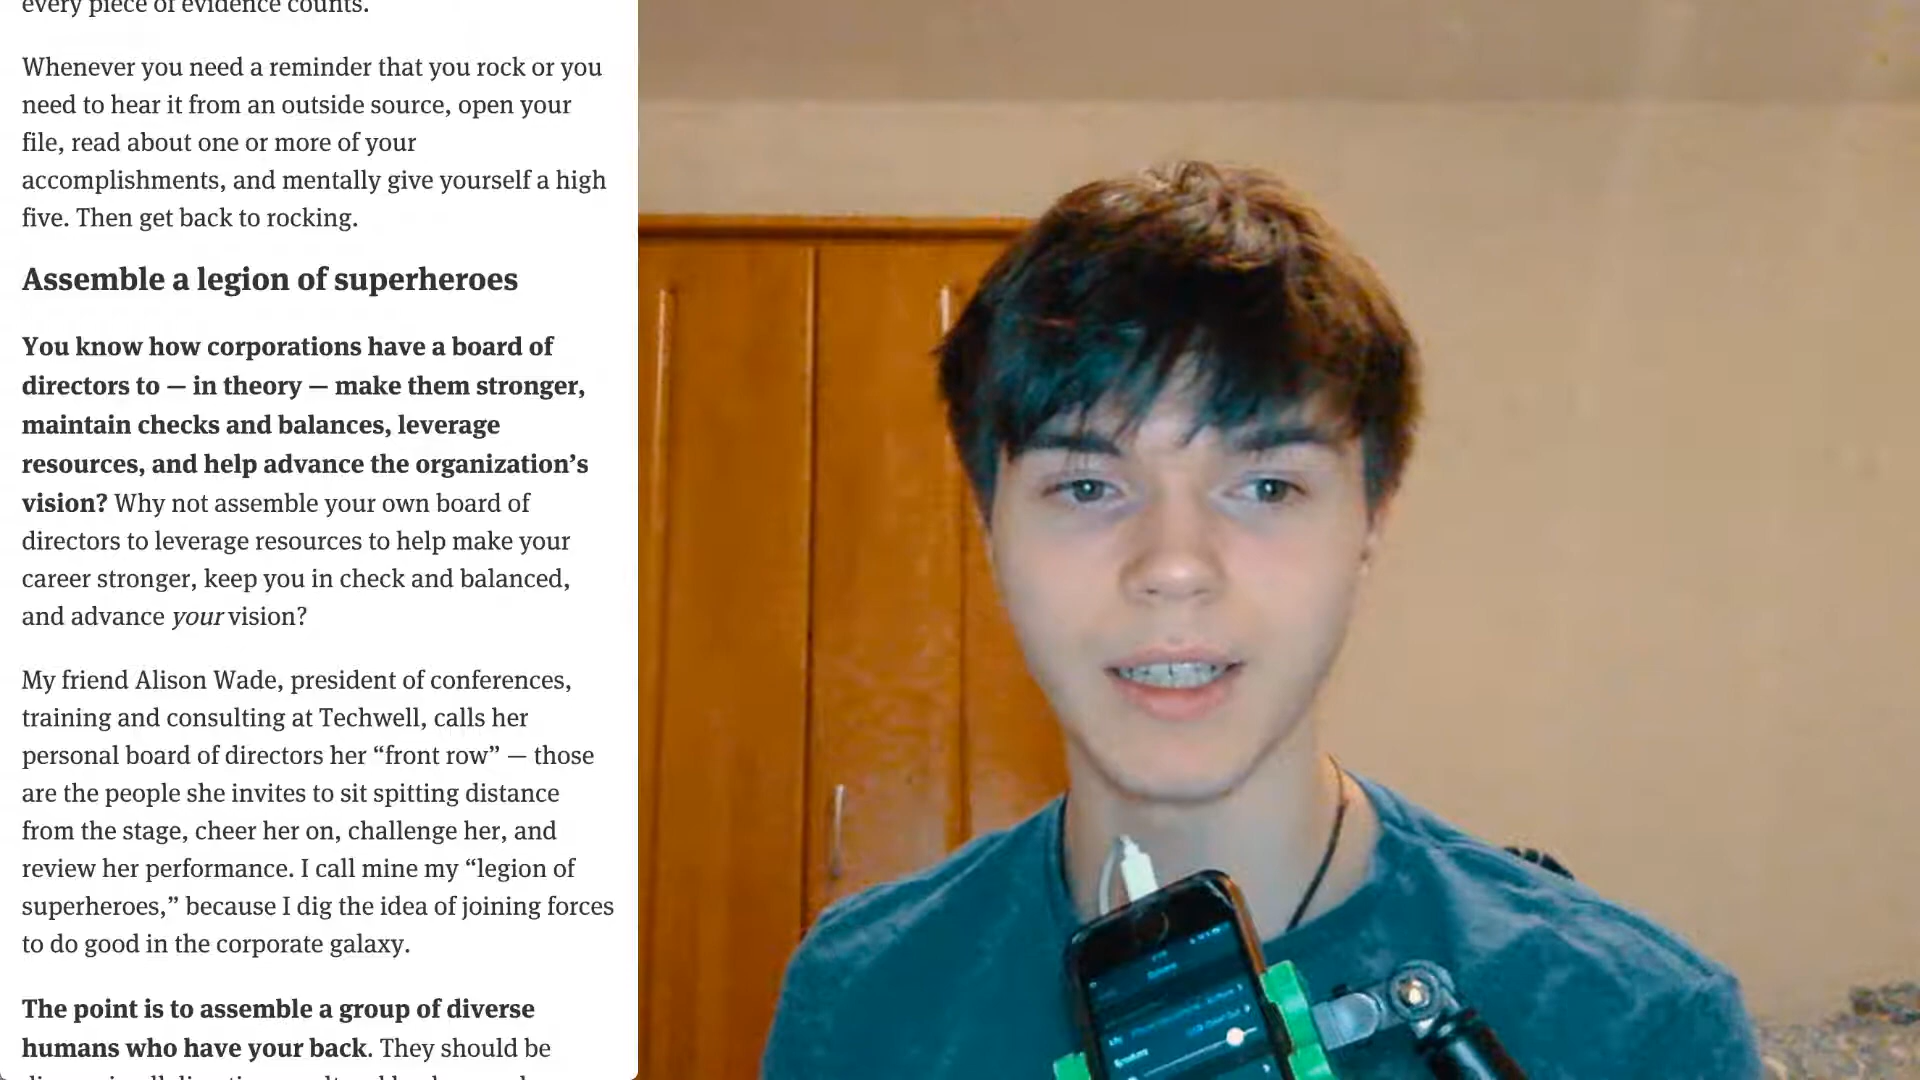 every piece of evidence counts.
Whenever you need a reminder that you rock or you
need to hear it from an outside source, open your
file, read about one or more of your
accomplishments, and mentally give yourself a high
five. Then get back to rocking.
Assemble a legion of superheroes
You know how corporations have a board of
directors to — in theory — make them stronger,
maintain checks and balances, leverage
resources, and help advance the organization’s
vision? Why not assemble your own board of
directors to leverage resources to help make your
career stronger, keep you in check and balanced,
and advance your vision?
My friend Alison Wade, president of conferences,
training and consulting at Techwell, calls her
personal board of directors her “front row” — those
are the people she invites to sit spitting distance
from the stage, cheer her on, challenge her, and
review her performance. I call mine my “legion of
superheroes,” because I dig the idea of joining forces
to do good in the corporate galaxy.
The point is to assemble a group of diverse
humans who have your back. They should be